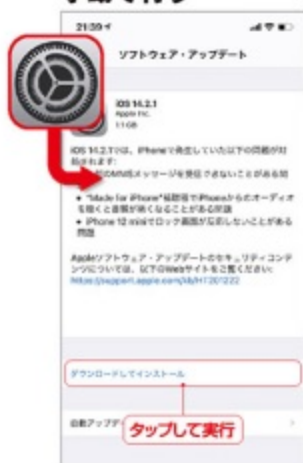 21:39
ソフトウェア・アップデート
iOS 14.2.1
Apple Inc.
1.1 GB
iOS 14.2.1では、iPhoneで発生していた以下の問題が対
処されます:
のMMSメッセージを受信できないことがある問
• "Made for iPhone"補聴器でiPhoneからのオーディオ
を聴くと音質が悪くなることがある問題
• iPhone 12 miniでロック画面が反応しないことがある
問題
Appleソフトウェア・アップデートのセキュリティコンテ
ンツについては、以下のWebサイトをご覧ください:
https://support.apple.com/kb/HT201222
ダウンロードしてインストール
自動アップデ
タップして実行